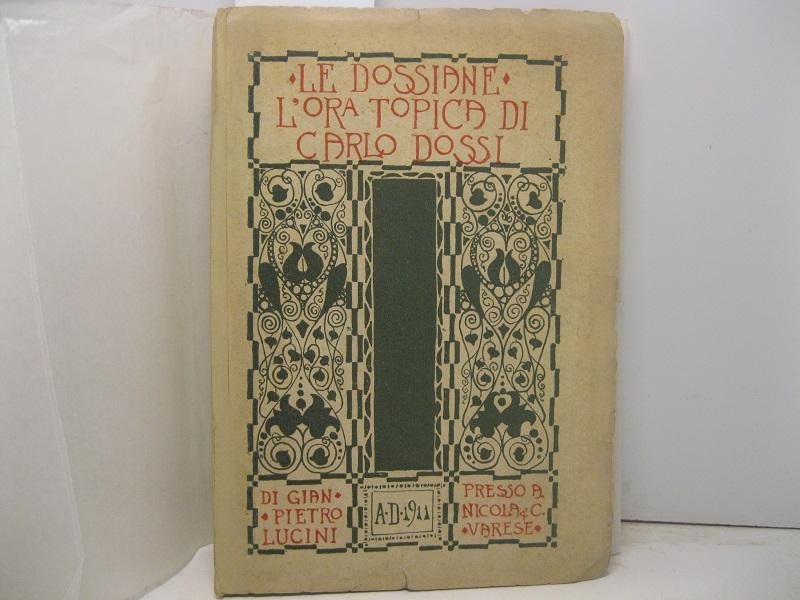 ·LE DOSSIANE·
L'ORA TOPICA DI
CARLO DOSSI
DI GIAN·
·PIETRO
LUCINI
A·D·1911
PRESSO A.
NICOLA & C.
·VARESE·